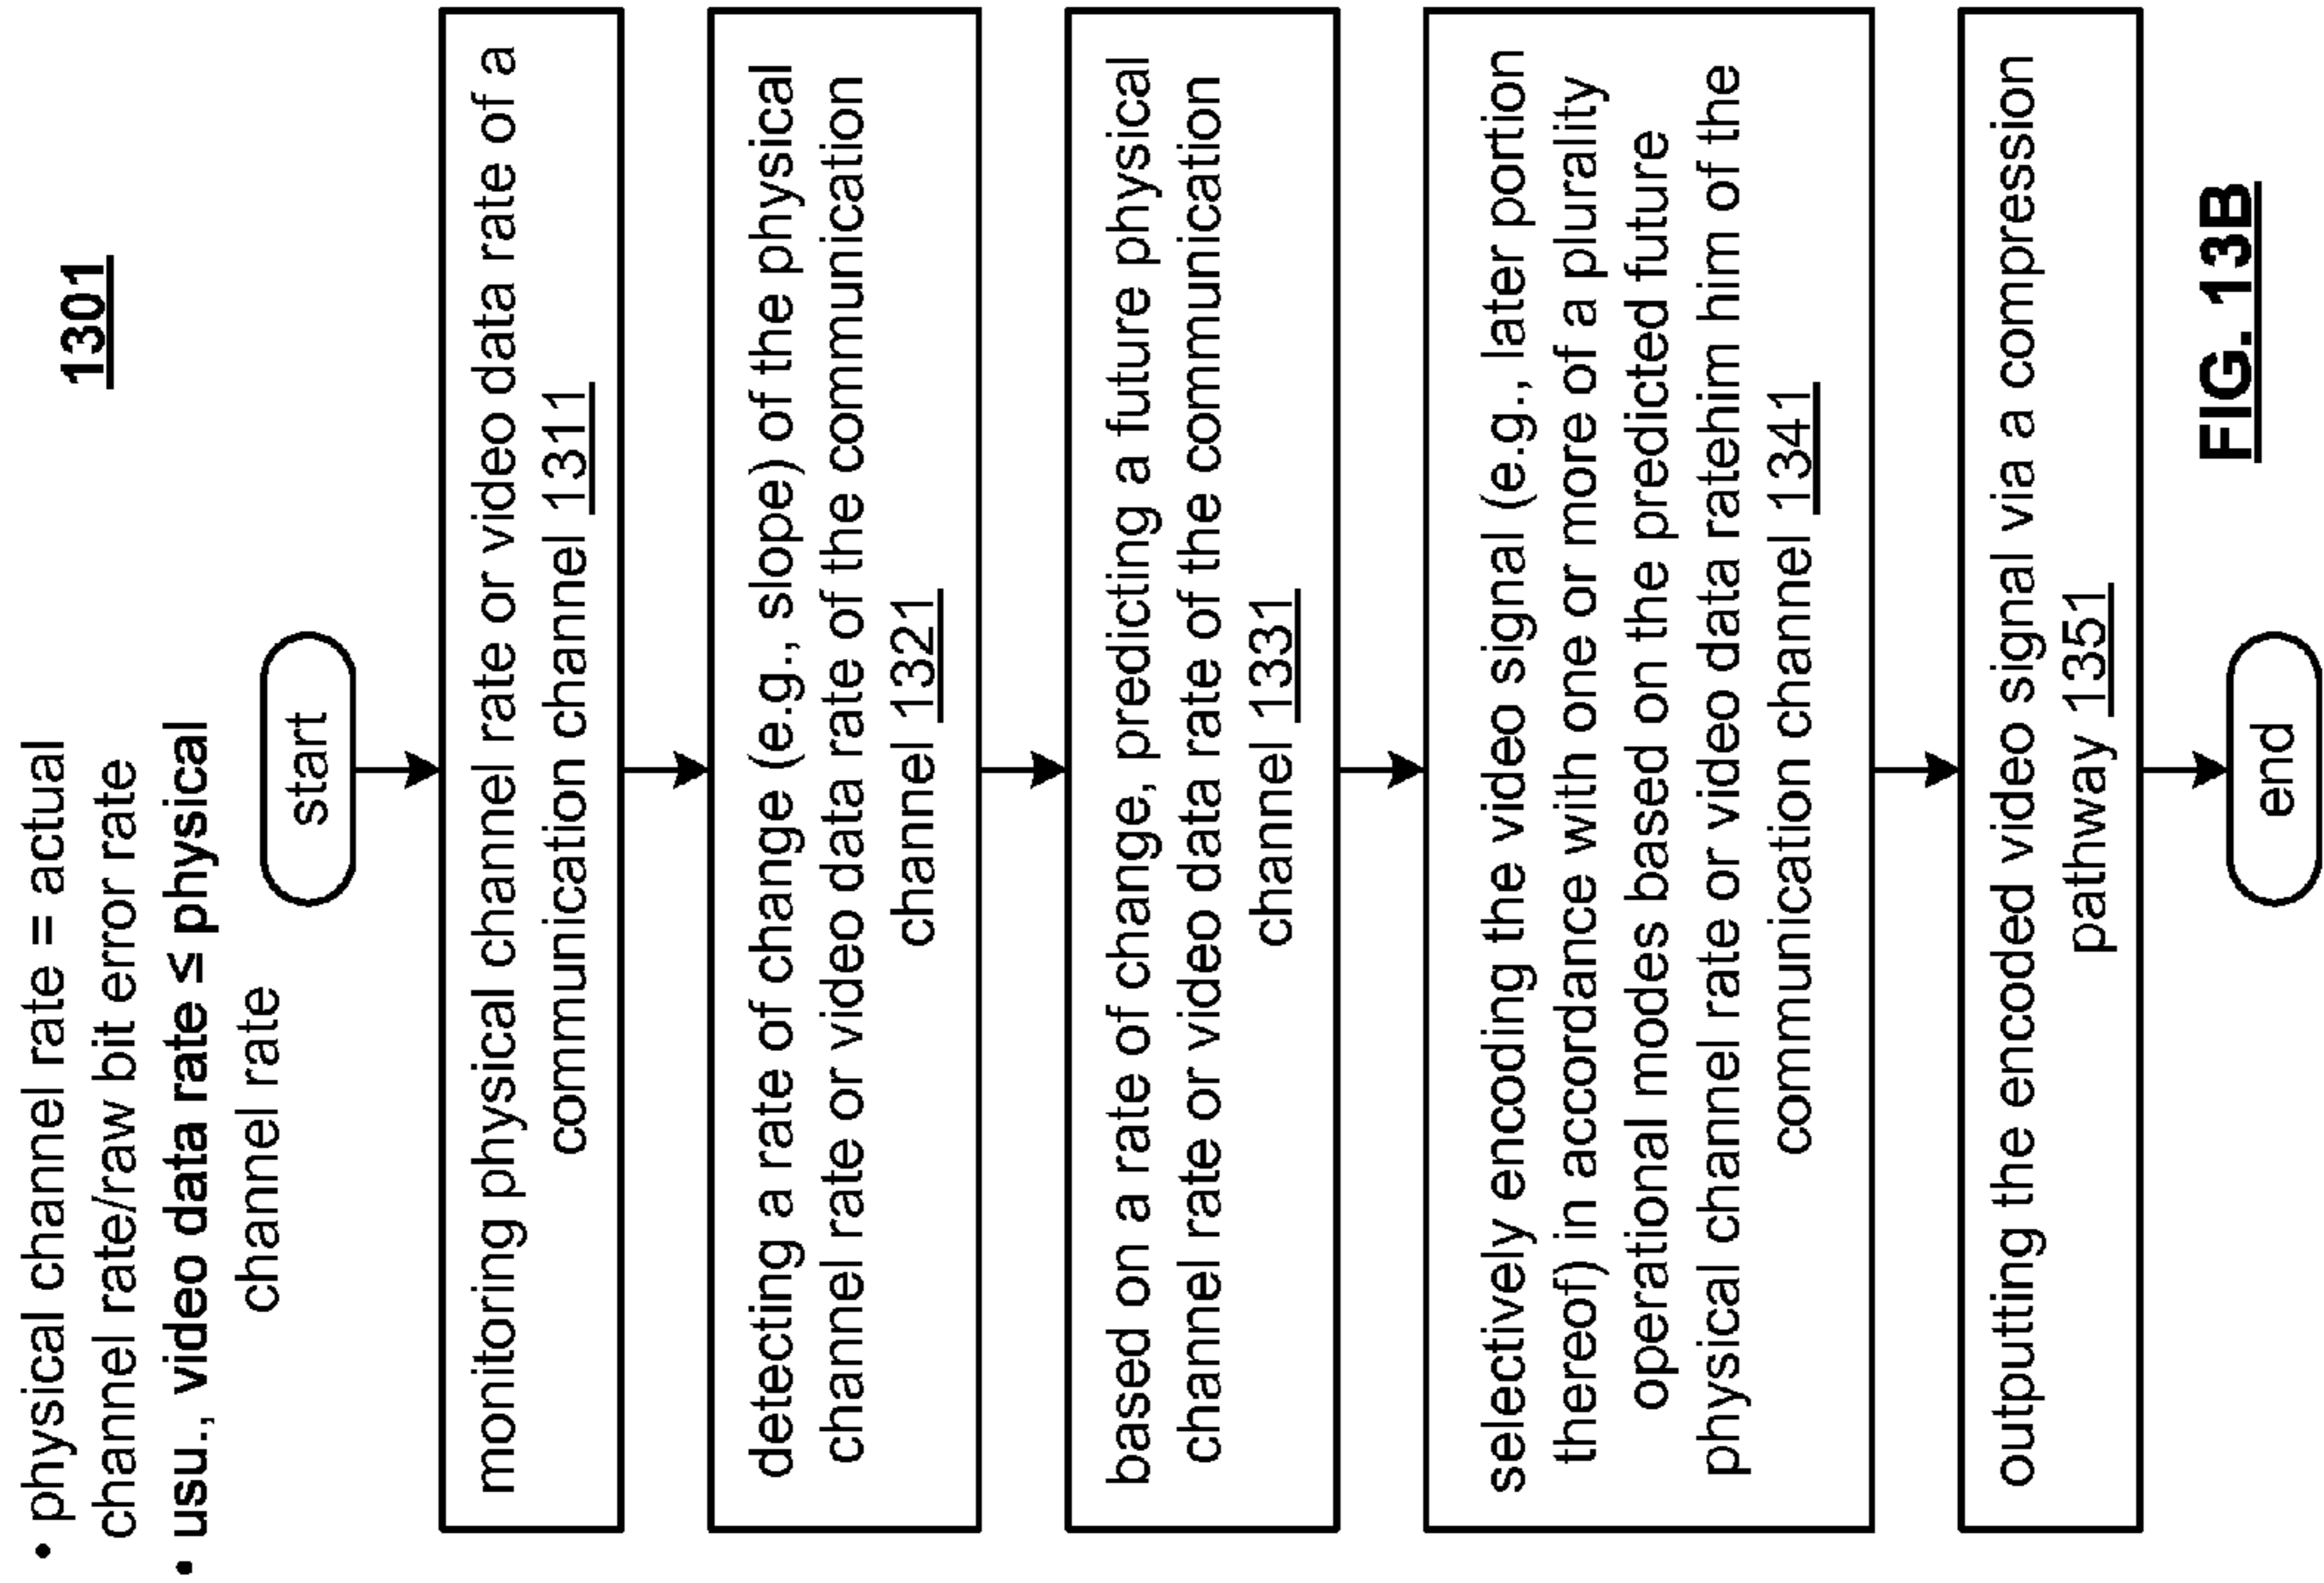 • physical channel rate = actual
channel rate/raw bit error rate
• usu., video data rate ≤ physical
channel rate
1301
start
monitoring physical channel rate or video data rate of a
communication channel 1311
detecting a rate of change (e.g., slope) of the physical
channel rate or video data rate of the communication
channel 1321
based on a rate of change, predicting a future physical
channel rate or video data rate of the communication
channel 1331
selectively encoding the video signal (e.g., later portion
thereof) in accordance with one or more of a plurality
operational modes based on the predicted future
physical channel rate or video data ratehim him of the
communication channel 1341
outputting the encoded video signal via a compression
pathway 1351
end
FIG. 13B